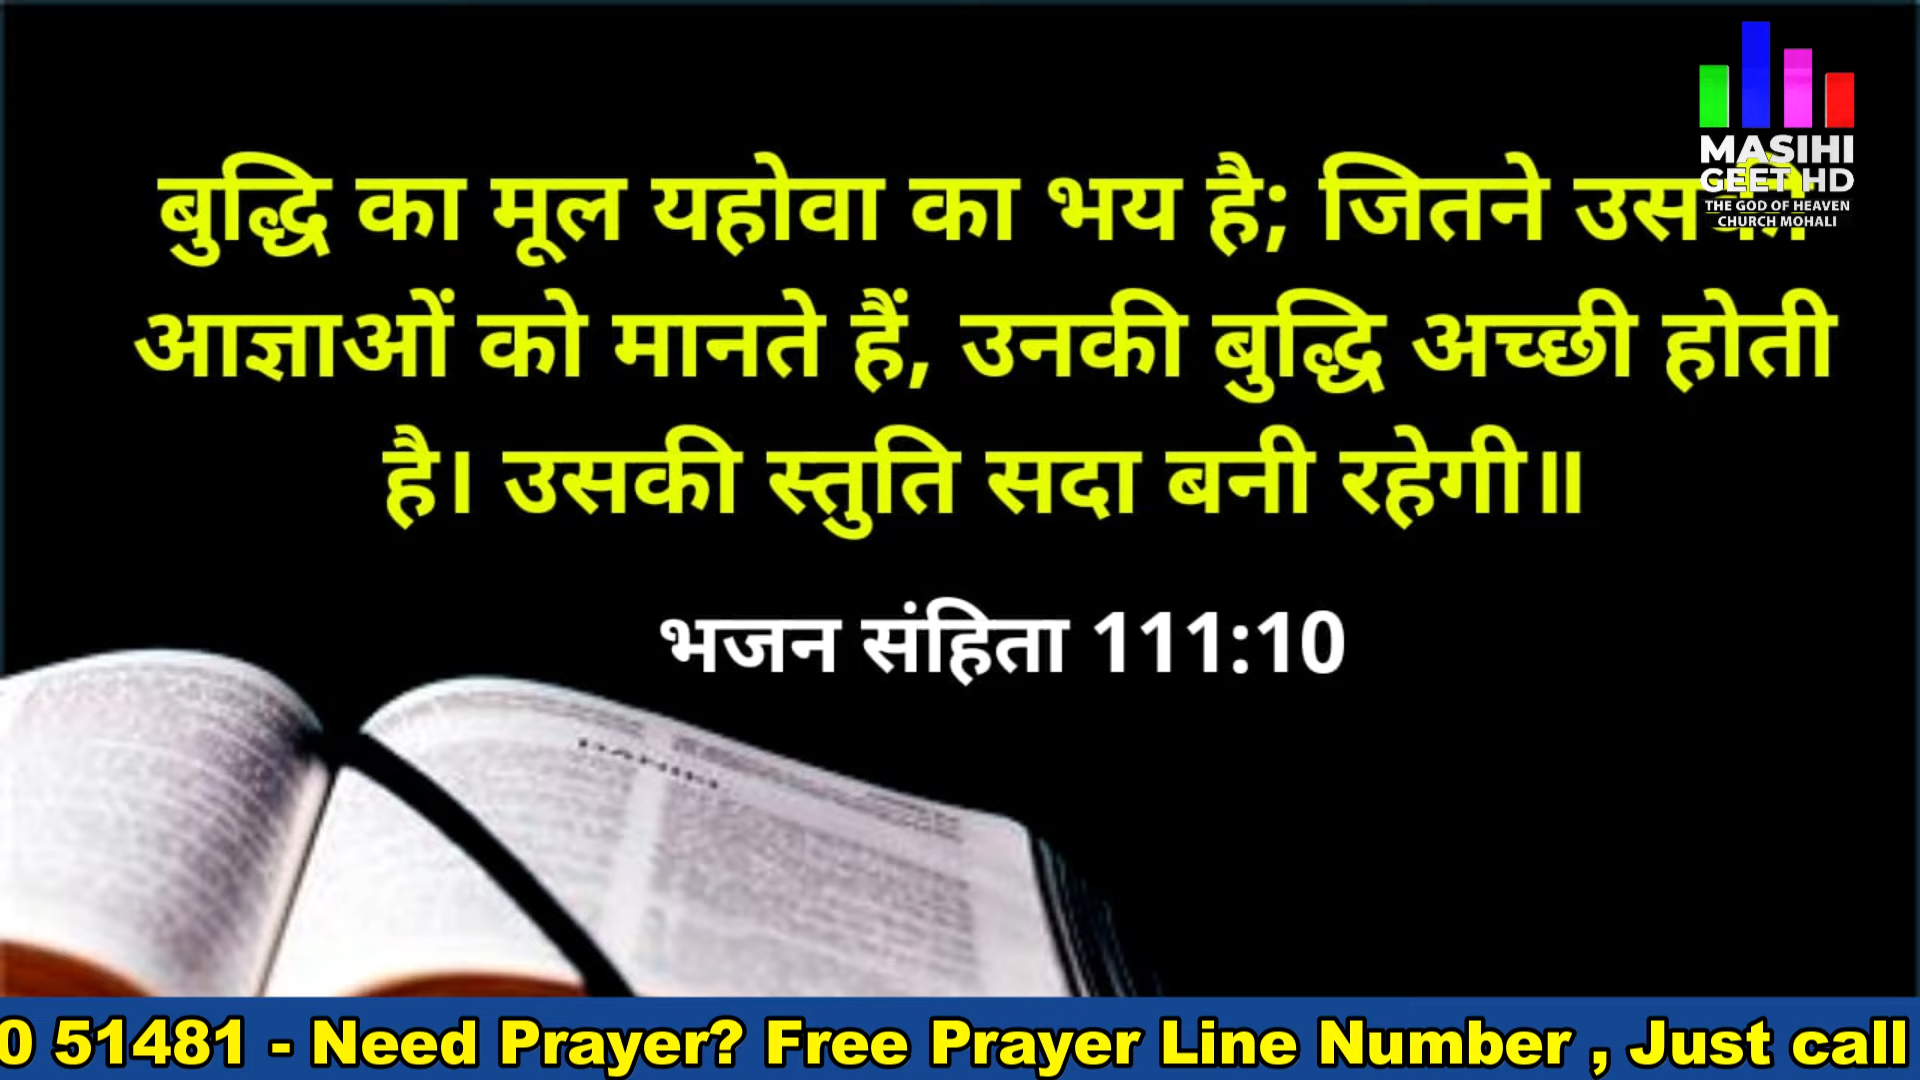 बुद्धि का मूल यहोवा का भय है; जितने उसकी
आज्ञाओं को मानते हैं, उनकी बुद्धि अच्छी होती
है। उसकी स्तुति सदा बनी रहेगी॥
भजन संहिता 111:10
MASIHI
GEET HD
THE GOD OF HEAVEN
CHURCH MOHALI
0 51481 - Need Prayer? Free Prayer Line Number , Just call